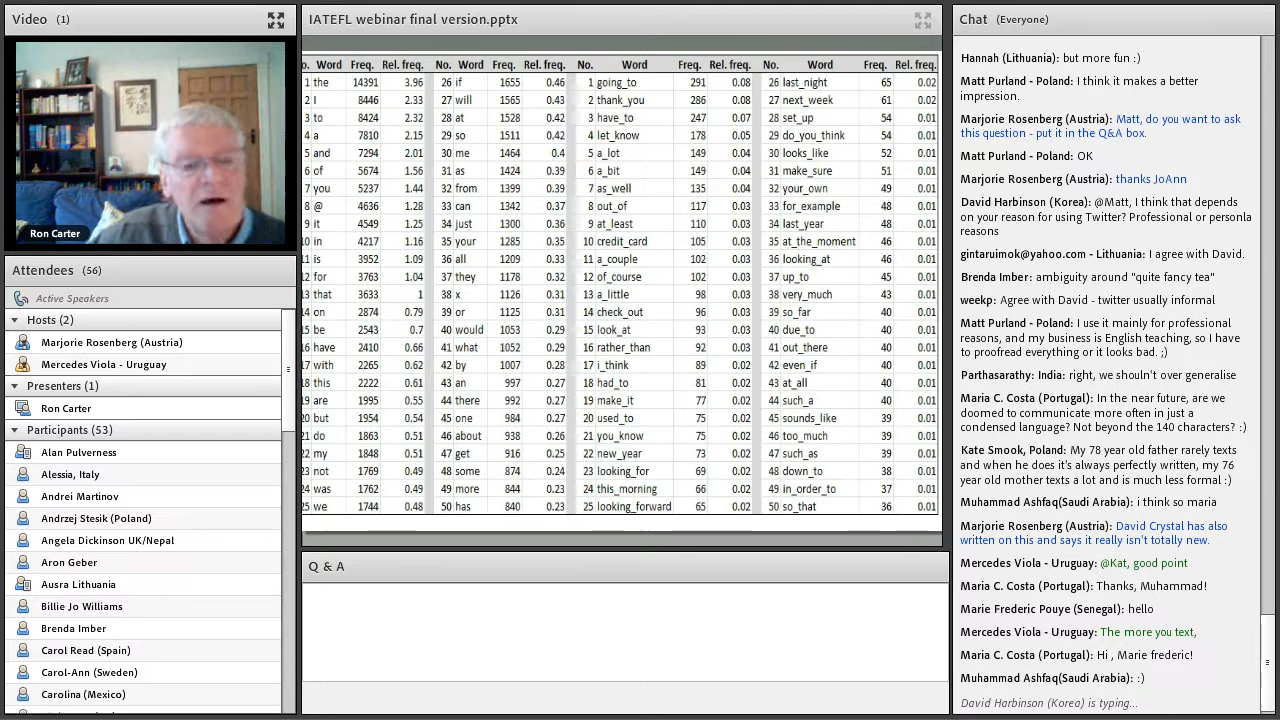 Video (1)
Ron Carter
Attendees (56)
Active Speakers
Hosts (2)
Marjorie Rosenberg (Austria)
Mercedes Viola - Uruguay
Presenters (1)
Ron Carter
Participants (53)
Alan Pulverness
Alessia, Italy
Andrei Martinov
Andrzej Stesik (Poland)
Angela Dickinson UK/Nepal
Aron Geber
Ausra Lithuania
Billie Jo Williams
Brenda Imber
Carol Read (Spain)
Carol-Ann (Sweden)
Carolina (Mexico)
IATEFL webinar final version.pptx
o. Word Freq. Rel. freq. No. Word Freq. Rel. freq. No. Word Freq. Rel. freq. No. Word Freq. Rel. freq.
1 the 14391 3.96 26 if 1655 0.46 1 going_to 291 0.08 26 last_night 65 0.02
2 I 8446 2.33 27 will 1565 0.43 2 thank_you 286 0.08 27 next_week 61 0.02
3 to 8424 2.32 28 at 1528 0.42 3 have_to 247 0.07 28 set_up 54 0.01
4 a 7810 2.15 29 so 1511 0.42 4 let_know 178 0.05 29 do_you_think 54 0.01
5 and 7294 2.01 30 me 1464 0.4 5 a_lot 149 0.04 30 looks_like 52 0.01
6 of 5674 1.56 31 as 1424 0.39 6 a_bit 149 0.04 31 make_sure 51 0.01
7 you 5237 1.44 32 from 1399 0.39 7 as_well 135 0.04 32 your_own 49 0.01
8 @ 4636 1.28 33 can 1342 0.37 8 out_of 117 0.03 33 for_example 48 0.01
9 it 4549 1.25 34 just 1300 0.36 9 at_least 110 0.03 34 last_year 48 0.01
10 in 4217 1.16 35 your 1285 0.35 10 credit_card 105 0.03 35 at_the_moment 46 0.01
11 is 3952 1.09 36 all 1209 0.33 11 a_couple 102 0.03 36 looking_at 46 0.01
12 for 3763 1.04 37 they 1178 0.32 12 of_course 102 0.03 37 up_to 45 0.01
13 that 3633 1 38 x 1126 0.31 13 a_little 98 0.03 38 very_much 43 0.01
14 on 2874 0.79 39 or 1125 0.31 14 check_out 96 0.03 39 so_far 40 0.01
15 be 2543 0.7 40 would 1053 0.29 15 look_at 93 0.03 40 due_to 40 0.01
16 have 2410 0.66 41 what 1052 0.29 16 rather_than 92 0.03 41 out_there 40 0.01
17 with 2265 0.62 42 by 1007 0.28 17 i_think 89 0.02 42 even_if 40 0.01
18 this 2222 0.61 43 an 997 0.27 18 had_to 81 0.02 43 at_all 40 0.01
19 are 1995 0.55 44 there 992 0.27 19 make_it 77 0.02 44 such_a 40 0.01
20 but 1954 0.54 45 one 984 0.27 20 used_to 75 0.02 45 sounds_like 39 0.01
21 do 1863 0.51 46 about 938 0.26 21 you_know 75 0.02 46 too_much 39 0.01
22 my 1848 0.51 47 get 916 0.25 22 new_year 73 0.02 47 such_as 39 0.01
23 not 1769 0.49 48 some 874 0.24 23 looking_for 69 0.02 48 down_to 38 0.01
24 was 1762 0.49 49 more 844 0.23 24 this_morning 66 0.02 49 in_order_to 37 0.01
25 we 1744 0.48 50 has 840 0.23 25 looking_forward 65 0.02 50 so_that 36 0.01
Q & A
Chat (Everyone)
Hannah (Lithuania): but more fun :)
Matt Purland - Poland: I think it makes a better
impression.
Marjorie Rosenberg (Austria): Matt, do you want to ask
this question - put it in the Q&A box.
Matt Purland - Poland: OK
Marjorie Rosenberg (Austria): thanks JoAnn
David Harbinson (Korea): @Matt, I think that depends
on your reason for using Twitter? Professional or persona
reasons
gintaruimok@yahoo.com - Lithuania: I agree with David.
Brenda Imber: ambiguity around "quite fancy tea"
weekp: Agree with David - twitter usually informal
Matt Purland - Poland: I use it mainly for professional
reasons, and my business is English teaching, so I have
to proofread everything or it looks bad. ;)
Parthasarathy: India: right, we shouln't over generalise
Maria C. Costa (Portugal): In the near future, are we
doomed to communicate more often in just a
condensed language? Not beyond the 140 characters? :)
Kate Smook, Poland: My 78 year old father rarely texts
and when he does it's always perfectly written, my 76
year old mother texts a lot and is much less formal :)
Muhammad Ashfaq(Saudi Arabia): i think so maria
Marjorie Rosenberg (Austria): David Crystal has also
written on this and says it really isn't totally new.
Mercedes Viola - Uruguay: @Kat, good point
Maria C. Costa (Portugal): Thanks, Muhammad!
Marie Frederic Pouye (Senegal): hello
Mercedes Viola - Uruguay: The more you text,
Maria C. Costa (Portugal): Hi , Marie frederic!
Muhammad Ashfaq(Saudi Arabia): :)
David Harbinson (Korea) is typing...